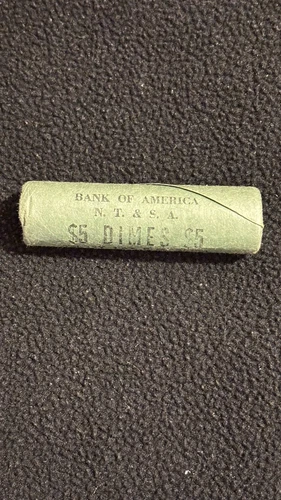 BANK OF AMERICA
N. T. & S. A.
$5 DIMES $5